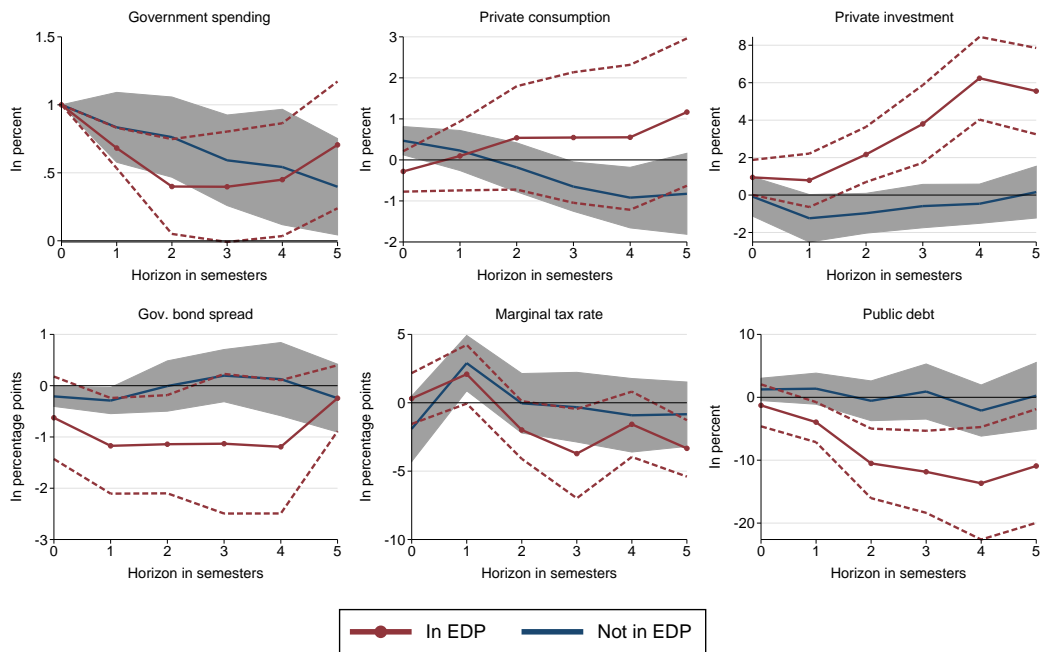 Government spending
In percent
1.5
1
.5
0
0 1 2 3 4 5
Horizon in semesters
Private consumption
In percent
3
2
1
0
-1
-2
0 1 2 3 4 5
Horizon in semesters
Private investment
In percent
8
6
4
2
0
-2
0 1 2 3 4 5
Horizon in semesters
Gov. bond spread
In percentage points
1
0
-1
-2
-3
0 1 2 3 4 5
Horizon in semesters
Marginal tax rate
In percentage points
5
0
-5
-10
0 1 2 3 4 5
Horizon in semesters
Public debt
In percent
10
0
-10
-20
0 1 2 3 4 5
Horizon in semesters
In EDP Not in EDP